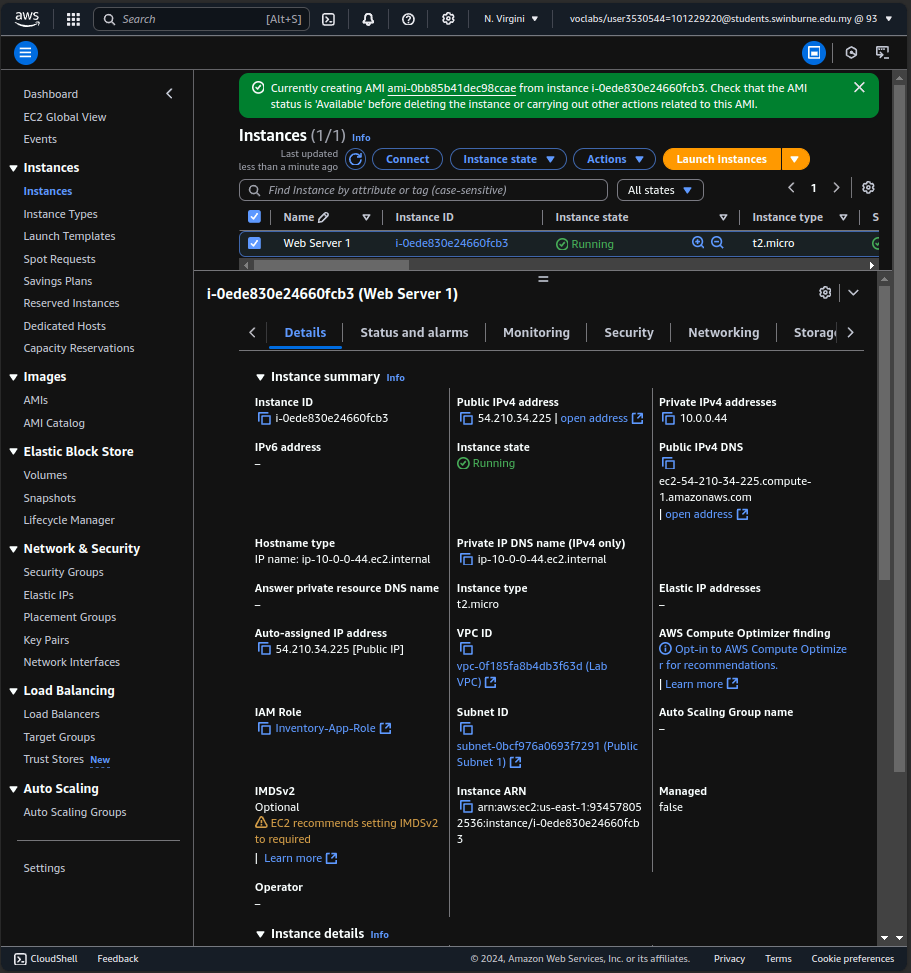 aws
Search [Alt+S]
N. Virgini
voclabs/user3530544=101229220@students.swinburne.edu.my @ 93
Dashboard
EC2 Global View
Events
Instances
Instances
Instance Types
Launch Templates
Spot Requests
Savings Plans
Reserved Instances
Dedicated Hosts
Capacity Reservations
Images
AMIs
AMI Catalog
Elastic Block Store
Volumes
Snapshots
Lifecycle Manager
Network & Security
Security Groups
Elastic IPs
Placement Groups
Key Pairs
Network Interfaces
Load Balancing
Load Balancers
Target Groups
Trust Stores New
Auto Scaling
Auto Scaling Groups
Settings
Currently creating AMI ami-0bb85b41dec98ccae from instance i-0ede830e24660fcb3. Check that the AMI
status is 'Available' before deleting the instance or carrying out other actions related to this AMI.
Instances (1/1) Info
Last updated
less than a minute ago
Connect
Instance state
Actions
Launch instances
Find Instance by attribute or tag (case-sensitive)
All states
1
Name
Instance ID
Instance state
Instance type
S
Web Server 1
i-0ede830e24660fcb3
Running
t2.micro
i-0ede830e24660fcb3 (Web Server 1)
Details
Status and alarms
Monitoring
Security
Networking
Storag
Instance summary Info
Instance ID
i-0ede830e24660fcb3
Public IPv4 address
54.210.34.225 | open address
Private IPv4 addresses
10.0.0.44
IPv6 address
–
Instance state
Running
Public IPv4 DNS
ec2-54-210-34-225.compute-
1.amazonaws.com
| open address
Hostname type
IP name: ip-10-0-0-44.ec2.internal
Private IP DNS name (IPv4 only)
ip-10-0-0-44.ec2.internal
Answer private resource DNS name
–
Instance type
t2.micro
Elastic IP addresses
–
Auto-assigned IP address
54.210.34.225 [Public IP]
VPC ID
vpc-0f185fa8b4db3f63d (Lab
VPC)
AWS Compute Optimizer finding
Opt-in to AWS Compute Optimize
r for recommendations.
| Learn more
IAM Role
Inventory-App-Role
Subnet ID
subnet-0bcf976a0693f7291 (Public
Subnet 1)
Auto Scaling Group name
–
IMDSv2
Optional
EC2 recommends setting IMDSv2
to required
| Learn more
Instance ARN
arn:aws:ec2:us-east-1:93457805
2536:instance/i-0ede830e24660fcb
3
Managed
false
Operator
–
Instance details Info
CloudShell
Feedback
© 2024, Amazon Web Services, Inc. or its affiliates.
Privacy
Terms
Cookie preferences